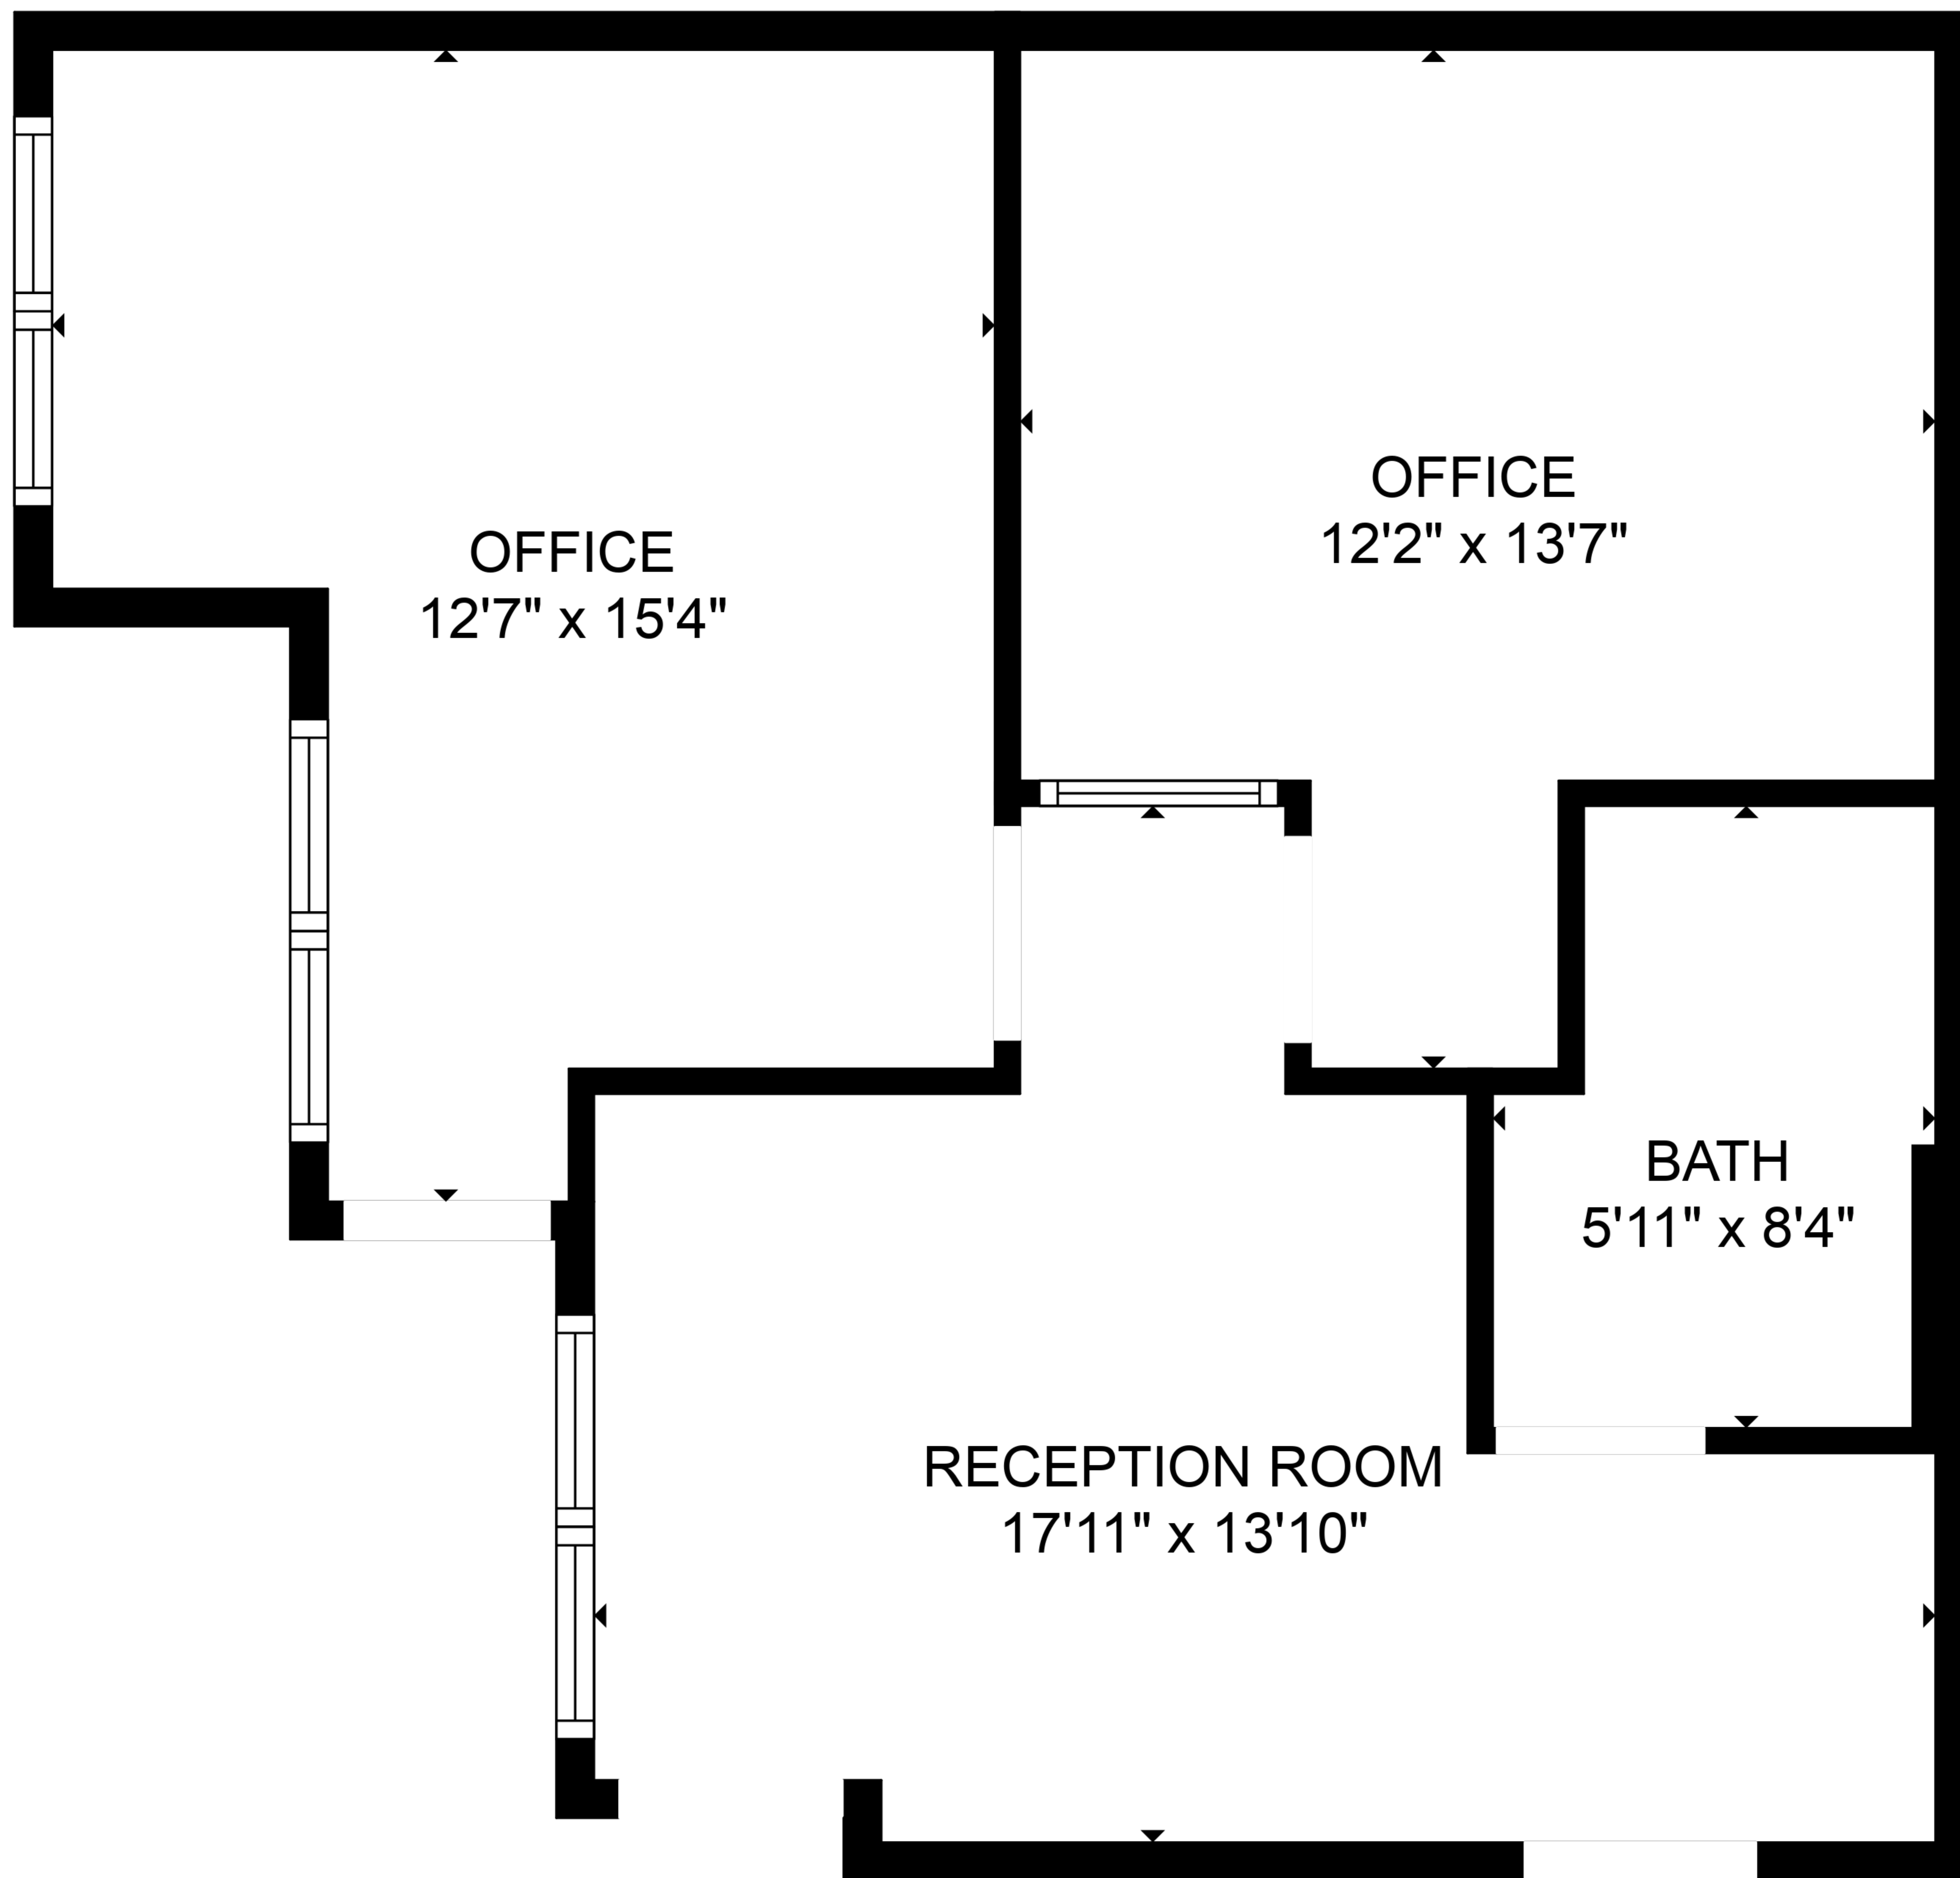 OFFICE
12'7" x 15'4"
OFFICE
12'2" x 13'7"
BATH
5'11" x 8'4"
RECEPTION ROOM
17'11" x 13'10"